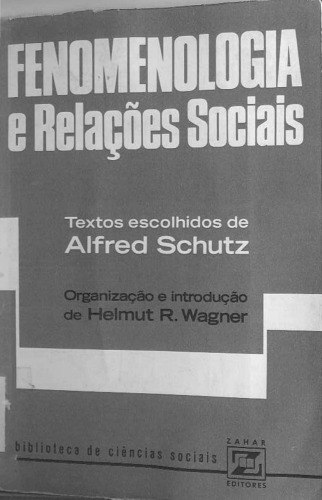 FENOMENOLOGIA
e Relações Sociais
Textos escolhidos de
Alfred Schutz
Organização e introdução
de Helmut R. Wagner
biblioteca de ciências sociais
ZAHAR
EDITORES